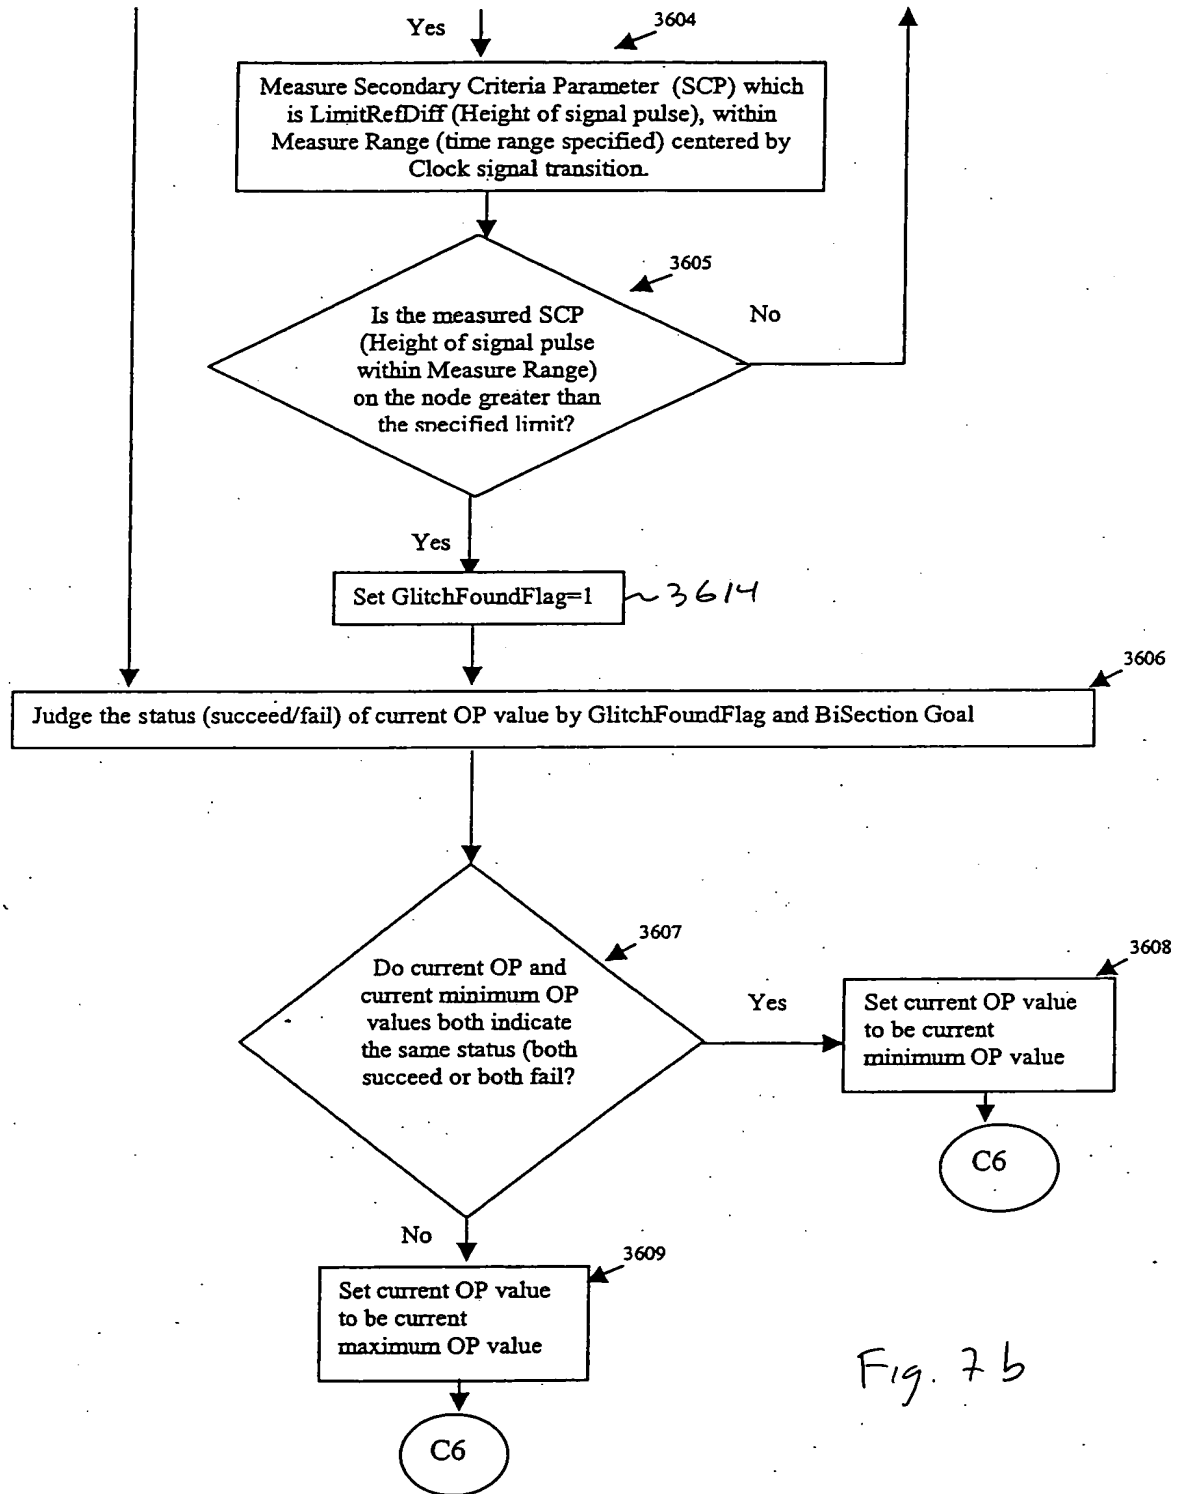 Yes
3604
Measure Secondary Criteria Parameter (SCP) which
is LimitRefDiff (Height of signal pulse), within
Measure Range (time range specified) centered by
Clock signal transition.
3605
Is the measured SCP
(Height of signal pulse
within Measure Range)
on the node greater than
the specified limit?
No
Yes
Set GlitchFoundFlag=1
~3614
3606
Judge the status (succeed/fail) of current OP value by GlitchFoundFlag and BiSection Goal
3607
Do current OP and
current minimum OP
values both indicate
the same status (both
succeed or both fail?
Yes
3608
Set current OP value
to be current
minimum OP value
C6
No
3609
Set current OP value
to be current
maximum OP value
C6
Fig. 7b